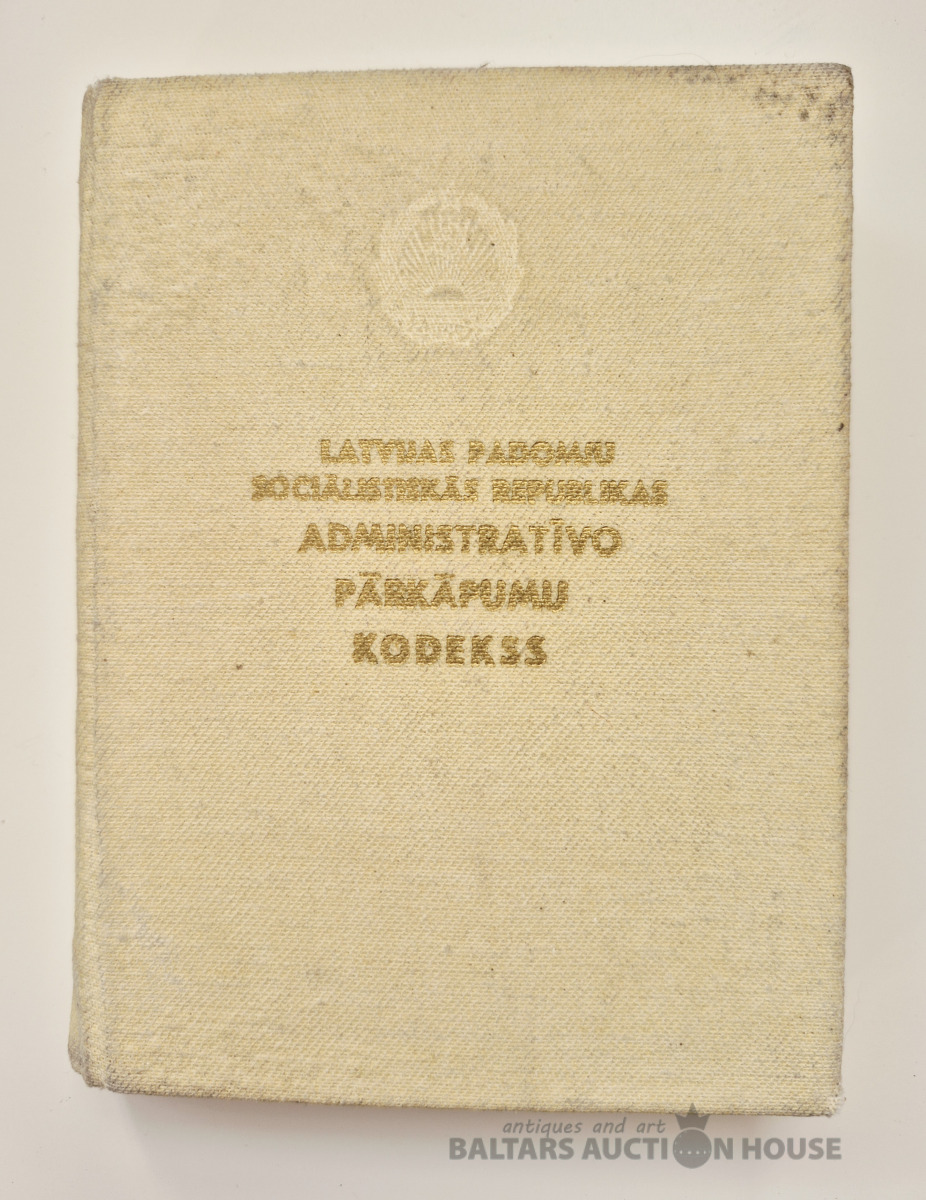 LATVIJAS PADOMJU
SOCIĀLISTISKĀS REPUBLIKAS
ADMINISTRATĪVO
PĀRKĀPUMU
KODEKSS
antiques and art
BALTARS AUCTION HOUSE